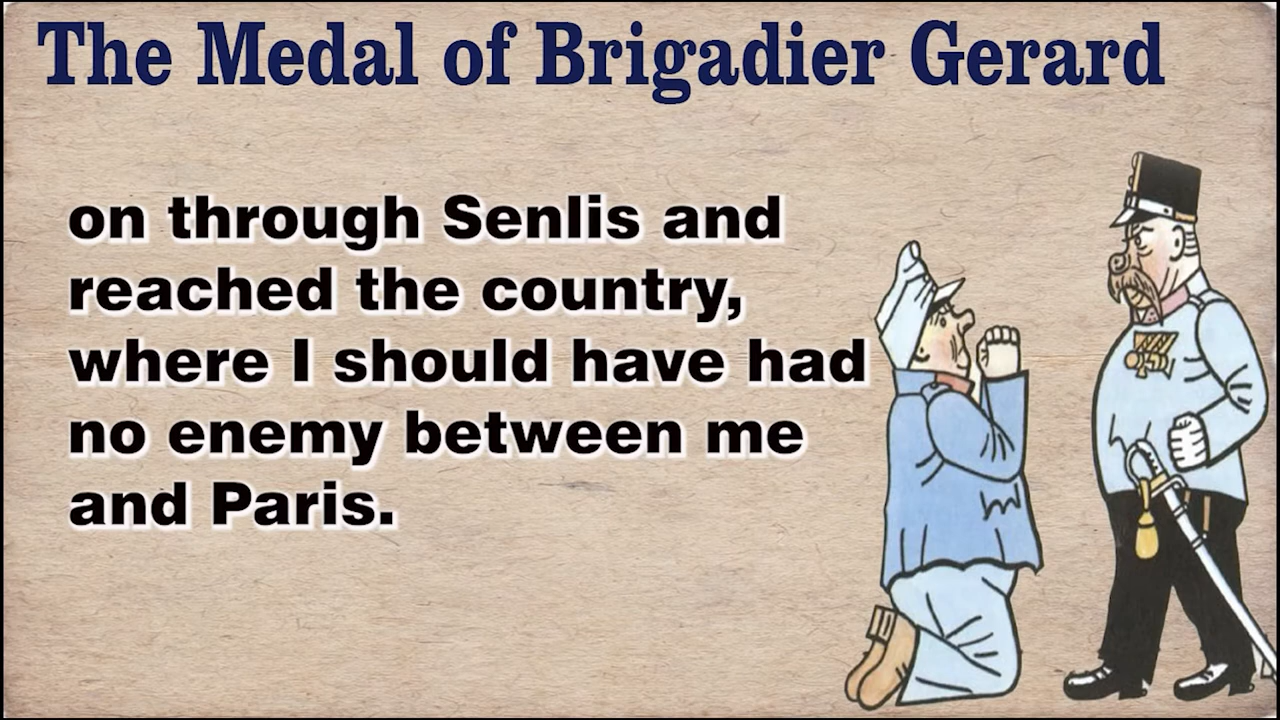 The Medal of Brigadier Gerard
on through Senlis and
reached the country,
where I should have had
no enemy between me
and Paris.